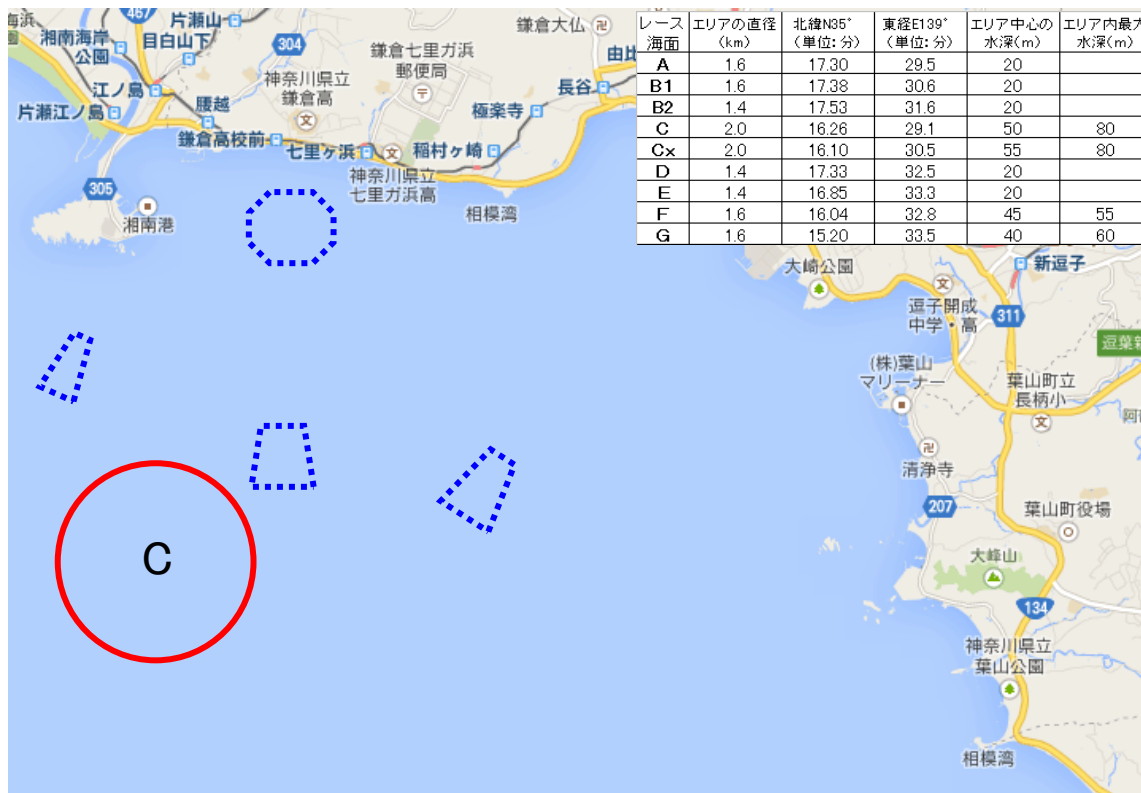 467
片瀬山
湘南海岸
公園
目白山下
304
鎌倉大仏
江ノ島
片瀬江ノ島
腰越
神奈川県立
鎌倉高
鎌倉七里ガ浜
郵便局
長谷
極楽寺
鎌倉高校前
七里ヶ浜
稲村ヶ崎
神奈川県立
七里ガ浜高
相模湾
305
湘南港
レース海面 エリアの直径(km) 北緯N35°(単位:分) 東経E139°(単位:分) エリア中心の水深(m) エリア内最大水深(m)
A 1.6 17.30 29.5 20
B1 1.6 17.38 30.6 20
B2 1.4 17.53 31.6 20
C 2.0 16.26 29.1 50 80
Cx 2.0 16.10 30.5 55 80
D 1.4 17.33 32.5 20
E 1.4 16.85 33.3 20
F 1.6 16.04 32.8 45 55
G 1.6 15.20 33.5 40 60
大崎公園
新逗子
逗子開成
中学・高
311
(株)葉山
マリーナー
葉山町立
長柄小
清浄寺
207
葉山町役場
C
大峰山
134
神奈川県立
葉山公園
相模湾